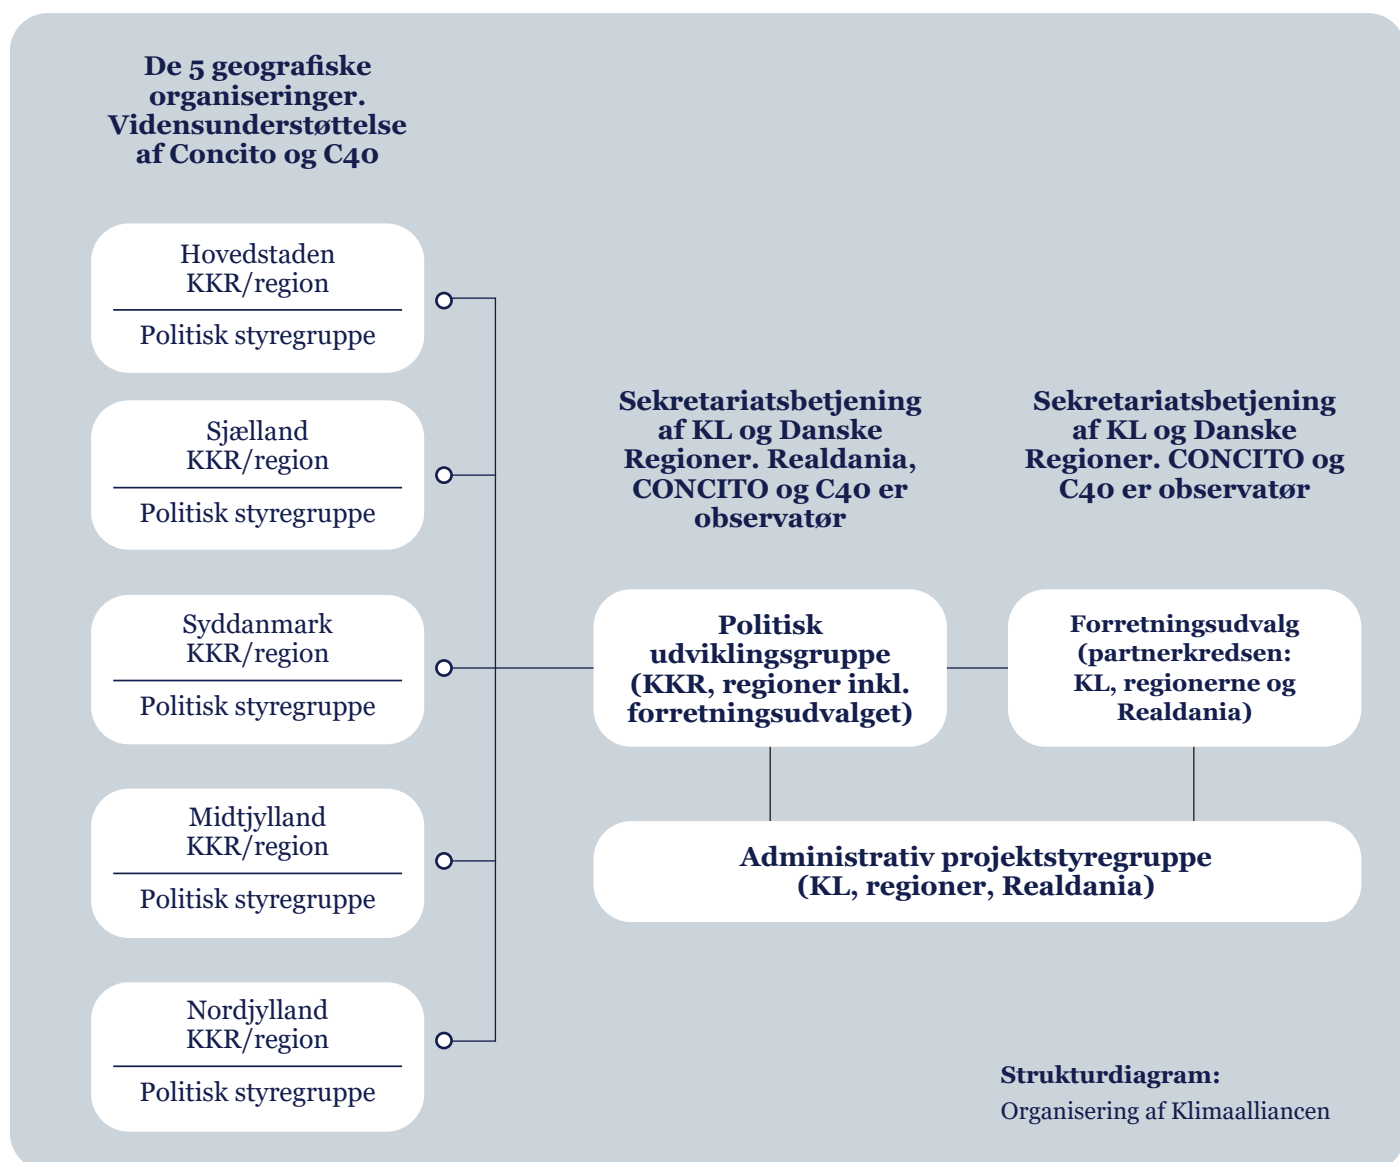 De 5 geografiske
organiseringer.
Vidensunderstøttelse
af Concito og C40
Hovedstaden
KKR/region
Politisk styregruppe
Sjælland
KKR/region
Politisk styregruppe
Syddanmark
KKR/region
Politisk styregruppe
Midtjylland
KKR/region
Politisk styregruppe
Nordjylland
KKR/region
Politisk styregruppe
Sekretariatsbetjening
af KL og Danske
Regioner. Realdania,
CONCITO og C40 er
observatør
Politisk
udviklingsgruppe
(KKR, regioner inkl.
forretningsudvalget)
Sekretariatsbetjening
af KL og Danske
Regioner. CONCITO og
C40 er observatør
Forretningsudvalg
(partnerkredsen:
KL, regionerne og
Realdania)
Administrativ projektstyregruppe
(KL, regioner, Realdania)
Strukturdiagram:
Organisering af Klimaalliancen